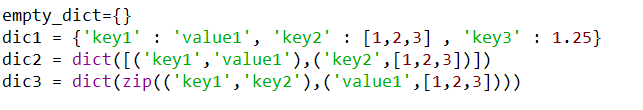 empty_dict={}
dic1 = {'key1' : 'value1', 'key2' : [1,2,3] , 'key3' : 1.25}
dic2 = dict([('key1','value1'),('key2',[1,2,3])])
dic3 = dict(zip(('key1','key2'),('value1',[1,2,3])))